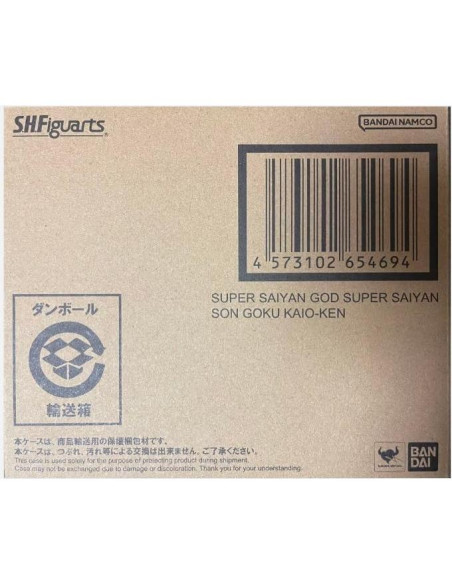 S.H.Figuarts
BANDAI NAMCO
4 573102 654694
SUPER SAIYAN GOD SUPER SAIYAN
SON GOKU KAIO-KEN
ダンボール
輸送箱
本ケースは、商品輸送用の保護梱包材です。
本ケースは、つぶれ、汚れ等による交換は出来ません。ご了承ください。
This case is used solely for the purpose of protecting product during shipment.
Case may not be exchanged due to damage or discoloration. Thank you for your understanding.
BAN
DAI